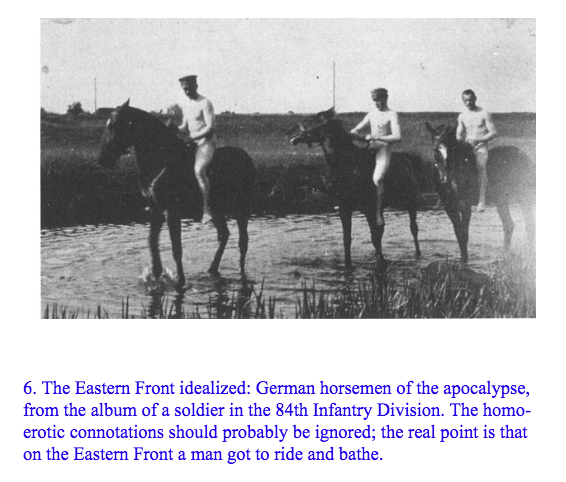 6. The Eastern Front idealized: German horsemen of the apocalypse,
from the album of a soldier in the 84th Infantry Division. The homo-
erotic connotations should probably be ignored; the real point is that
on the Eastern Front a man got to ride and bathe.